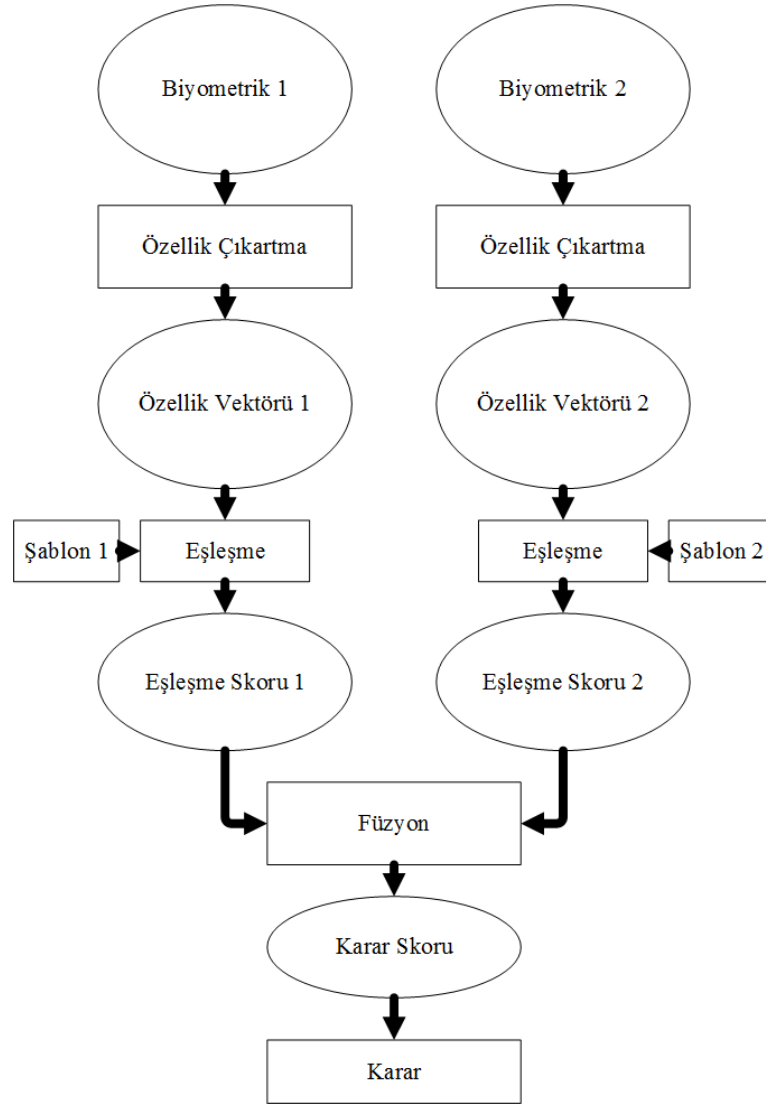 Biyometrik 1
Biyometrik 2
Özellik Çıkartma
Özellik Çıkartma
Özellik Vektörü 1
Özellik Vektörü 2
Şablon 1
Eşleşme
Eşleşme
Şablon 2
Eşleşme Skoru 1
Eşleşme Skoru 2
Füzyon
Karar Skoru
Karar